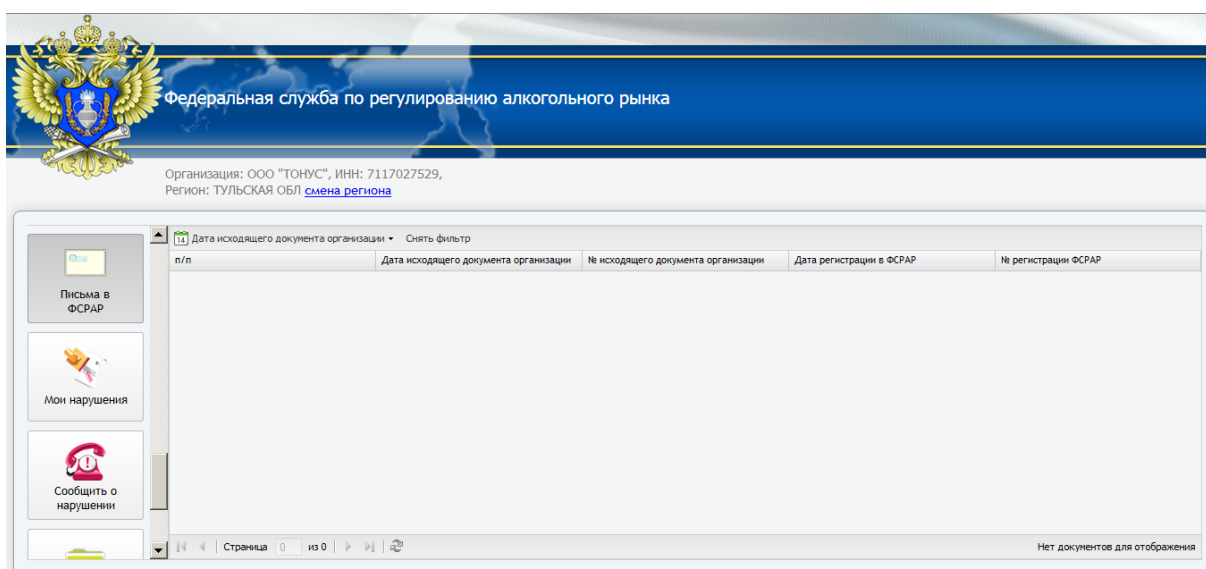 Федеральная служба по регулированию алкогольного рынка
Организация: ООО "ТОНУС", ИНН: 7117027529,
Регион: ТУЛЬСКАЯ ОБЛ смена региона
14 Дата исходящего документа организации Снять фильтр
п/п Дата исходящего документа организации № исходящего документа организации Дата регистрации в ФСРАР № регистрации ФСРАР
Письма в
ФСРАР
Мои нарушения
Сообщить о
нарушении
Страница 0 из 0 Нет документов для отображения